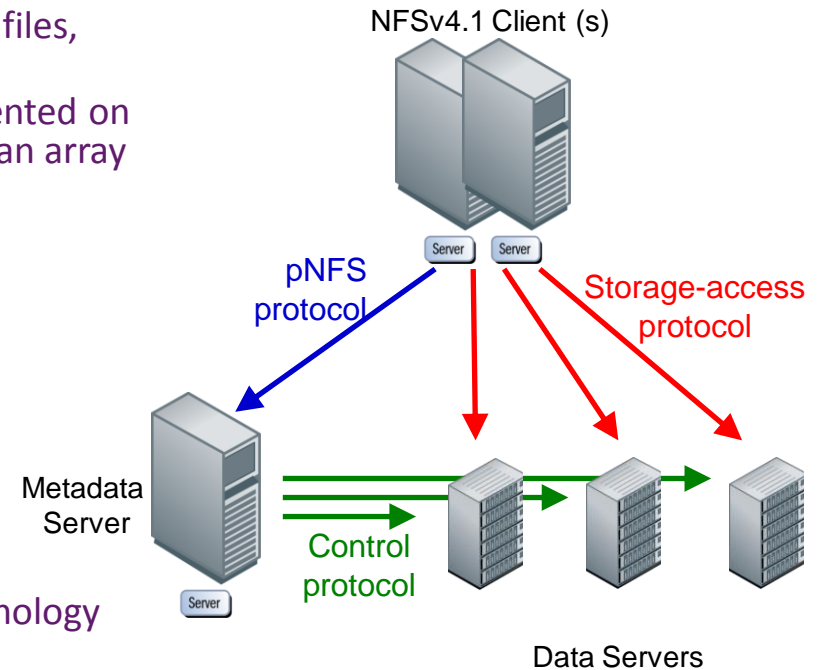 files,
ented on
an array
NFSv4.1 Client (s)
Server
Server
pNFS
protocol
Storage-access
protocol
Metadata
Server
Control
protocol
Server
nology
Data Servers